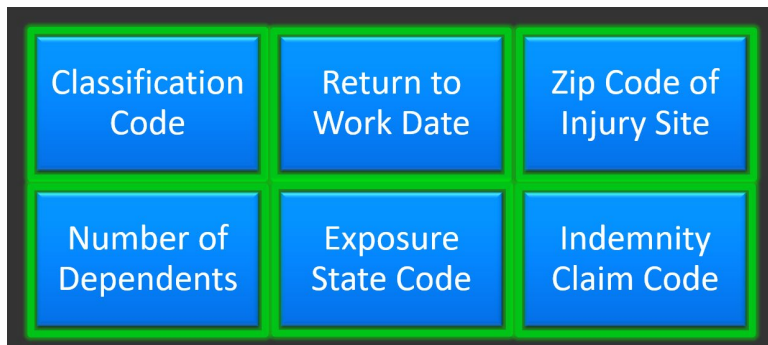 Classification
Code
Return to
Work Date
Zip Code of
Injury Site
Number of
Dependents
Exposure
State Code
Indemnity
Claim Code